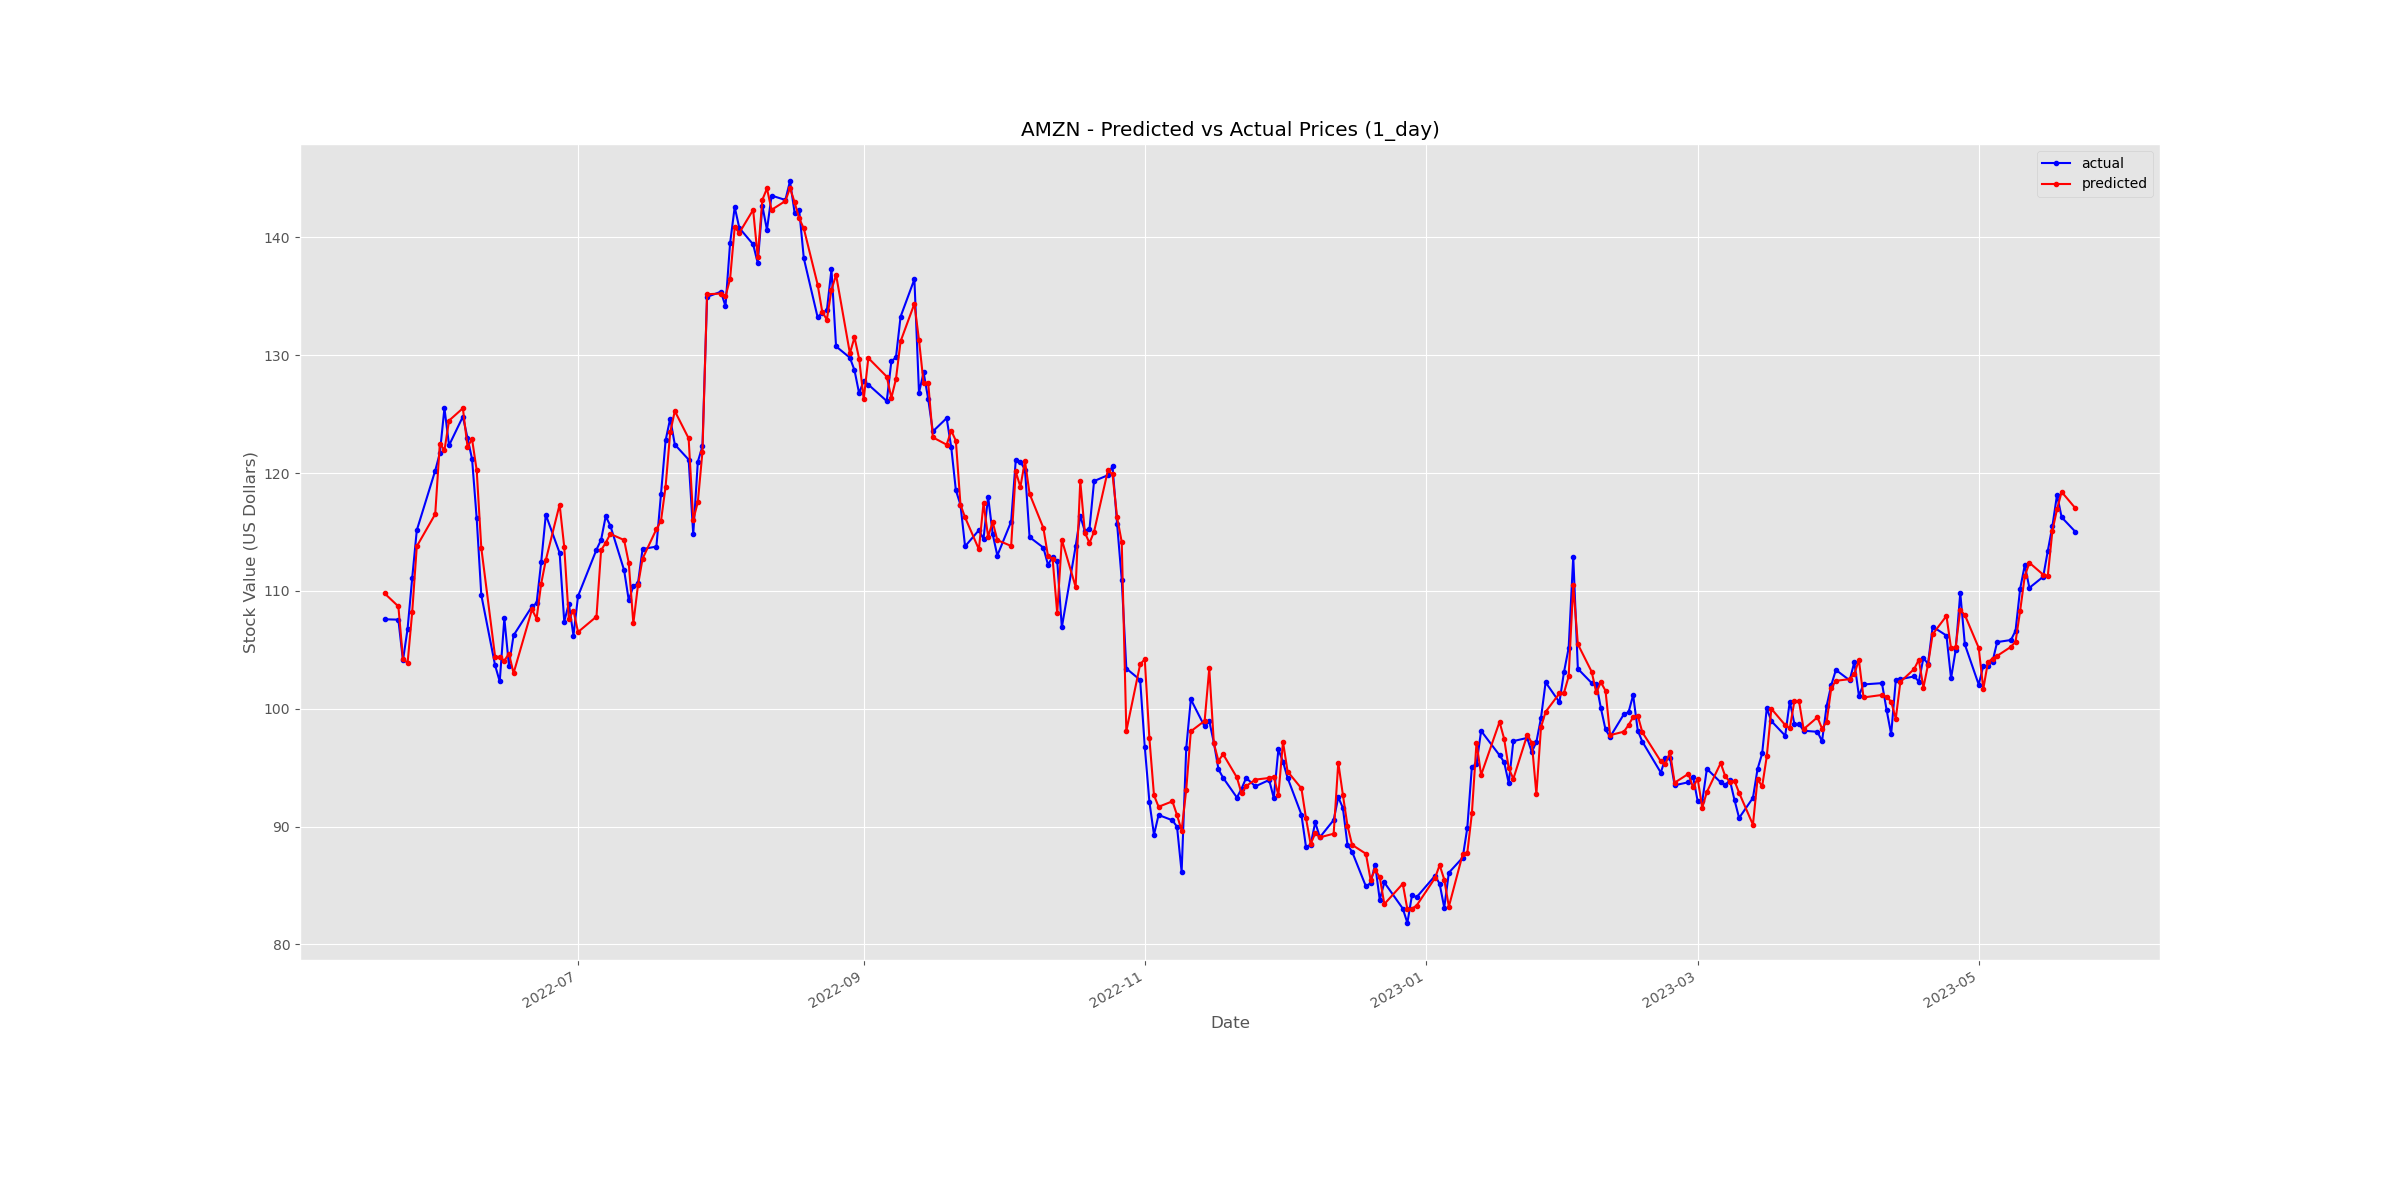 AMZN - Predicted vs Actual Prices (1_day)
actual
predicted
Stock Value (US Dollars)
140
130
120
110
100
90
80
2022-07
2022-09
2022-11
2023-01
2023-03
2023-05
Date